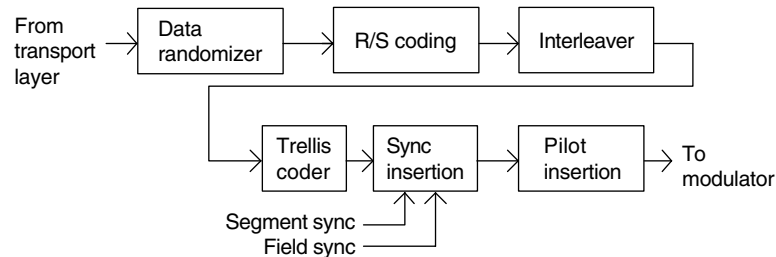 From
transport
layer
Data
randomizer
R/S coding
Interleaver
Trellis
coder
Sync
insertion
Pilot
insertion
To
modulator
Segment sync
Field sync